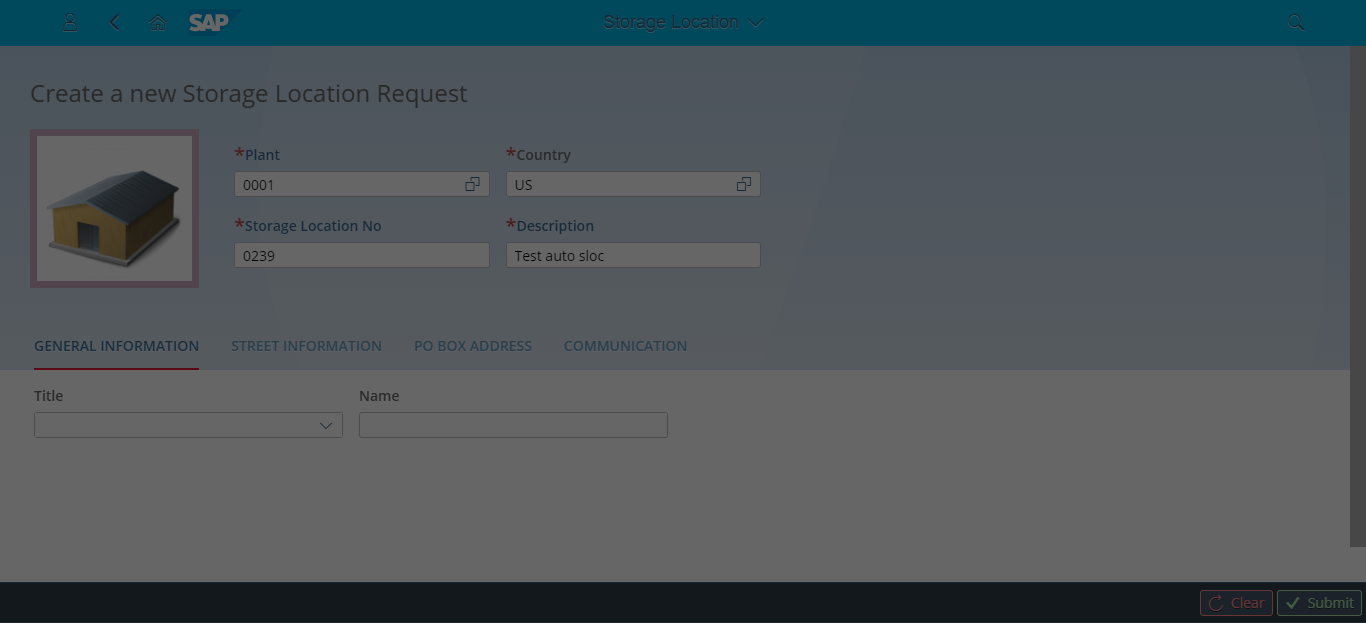 SAP
Storage Location
Create a new Storage Location Request
*Plant
*Country
0001
US
*Storage Location No
*Description
0239
Test auto sloc
GENERAL INFORMATION
STREET INFORMATION
PO BOX ADDRESS
COMMUNICATION
Title
Name
Clear
Submit